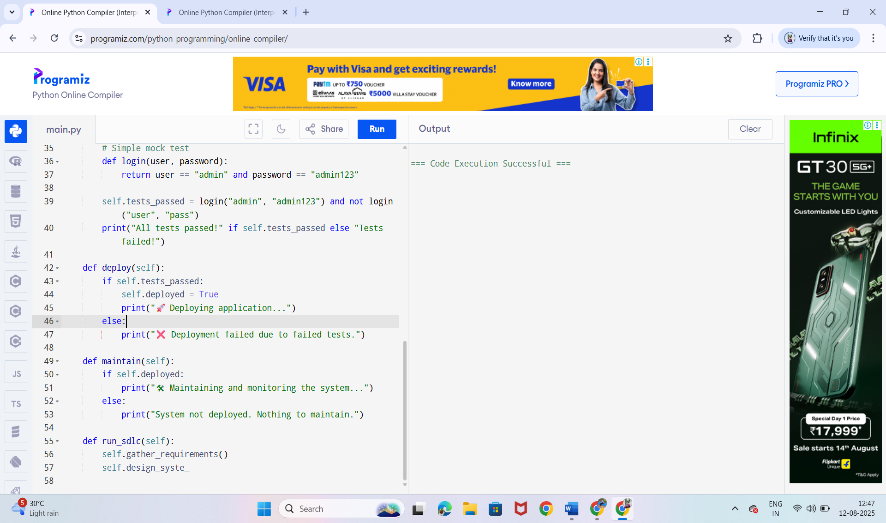 Online Python Compiler (Interp
Online Python Compiler (Interp
programiz.com/python-programming/online-compiler/
Verify that it's you
Programiz
Python Online Compiler
VISA
Pay with Visa and get exciting rewards!
UP TO ₹750 VOUCHER
₹5000 VILLA STAY VOUCHER
Know more
Programiz PRO
main.py
Share
Run
Output
Clear
35 # Simple mock test
36 def login(user, password):
37 return user == "admin" and password == "admin123"
38
39 self.tests_passed = login("admin", "admin123") and not login
("user", "pass")
40 print("All tests passed!" if self.tests_passed else "Tests
failed!")
41
42 def deploy(self):
43 if self.tests_passed:
44 self.deployed = True
45 print("🚀 Deploying application...")
46 else:
47 print("❌ Deployment failed due to failed tests.")
48
49 def maintain(self):
50 if self.deployed:
51 print("🛠 Maintaining and monitoring the system...")
52 else:
53 print("System not deployed. Nothing to maintain.")
54
55 def run_sdlc(self):
56 self.gather_requirements()
57 self.design_syste_
58
=== Code Execution Successful ===
JS
TS
Infinix
GT 30 5G+
THE GAME
STARTS WITH YOU
Customizable LED Lights
Special Day 1 Price
₹17,999*
Sale starts 14th August
Flipkart
Unique
*T&C Apply
5
30°C
Light rain
Search
ENG
IN
12:47
12-08-2025